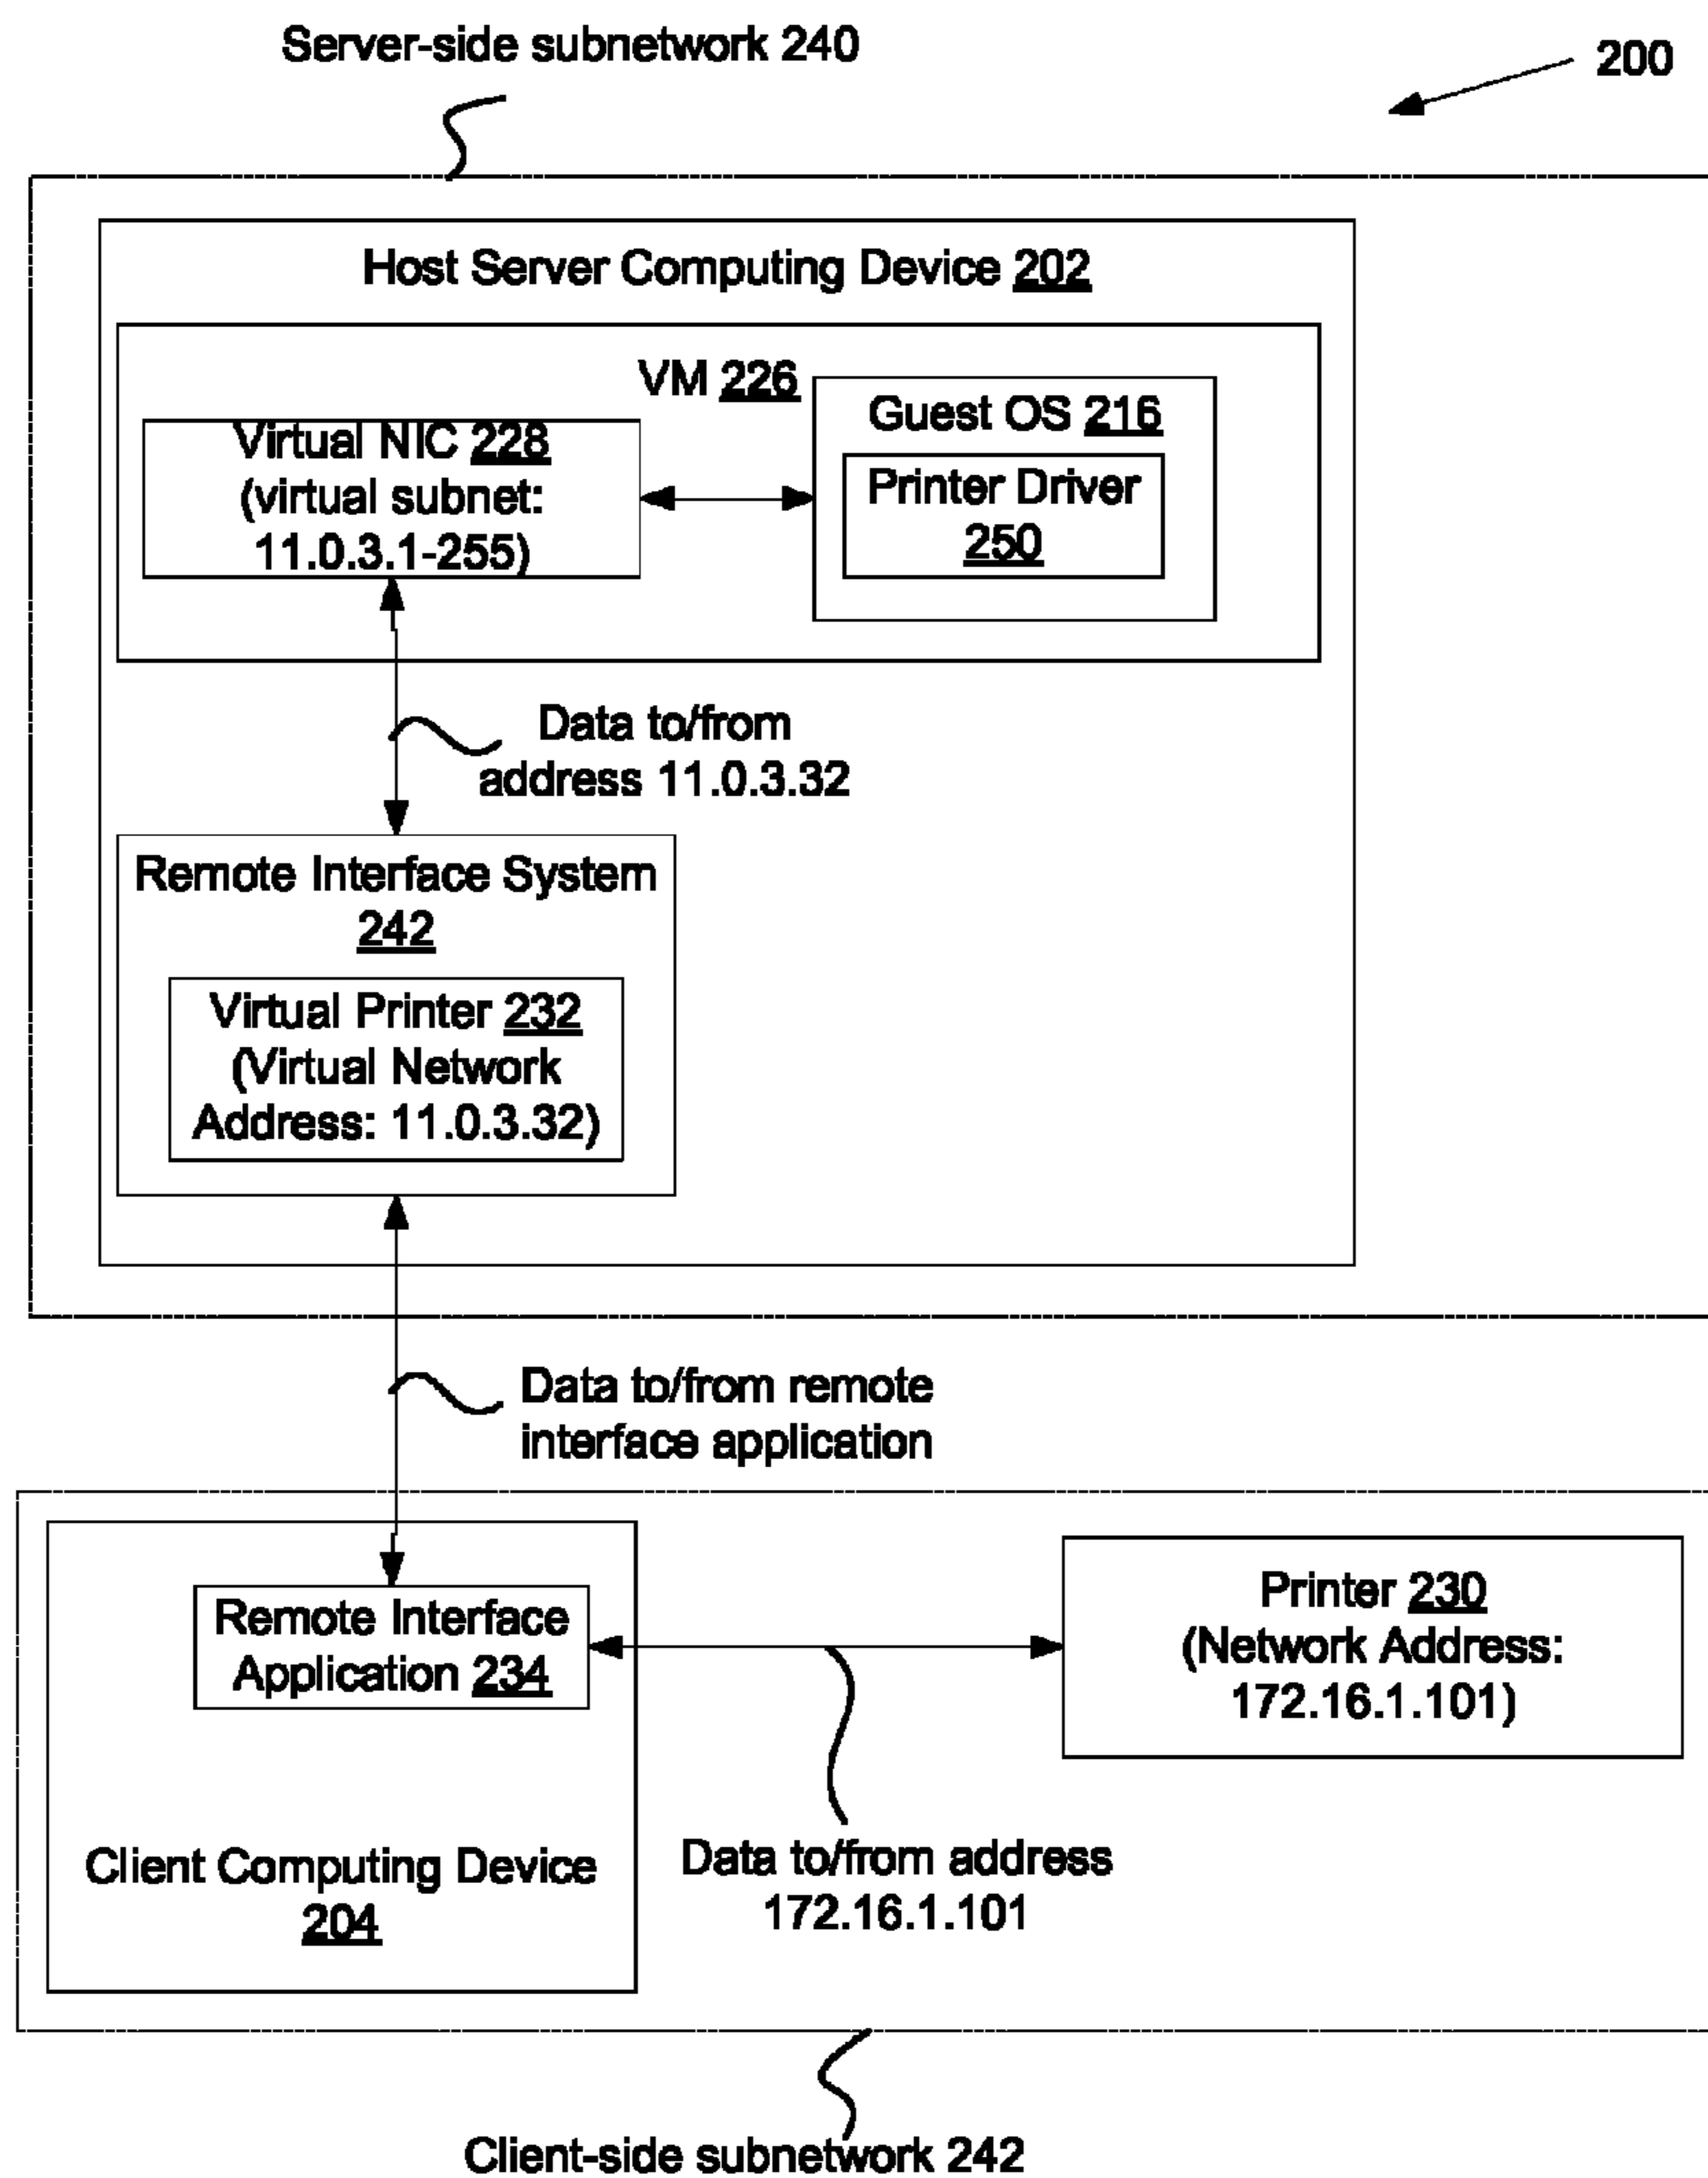 Server-side subnetwork 240
200
Host Server Computing Device 202
VM 226
Guest OS 216
Printer Driver
250
Virtual NIC 228
(virtual subnet:
11.0.3.1-255)
Data to/from
address 11.0.3.32
Remote Interface System
242
Virtual Printer 232
(Virtual Network
Address: 11.0.3.32)
Data to/from remote
interface application
Remote Interface
Application 234
Printer 230
(Network Address:
172.16.1.101)
Client Computing Device
204
Data to/from address
172.16.1.101
Client-side subnetwork 242